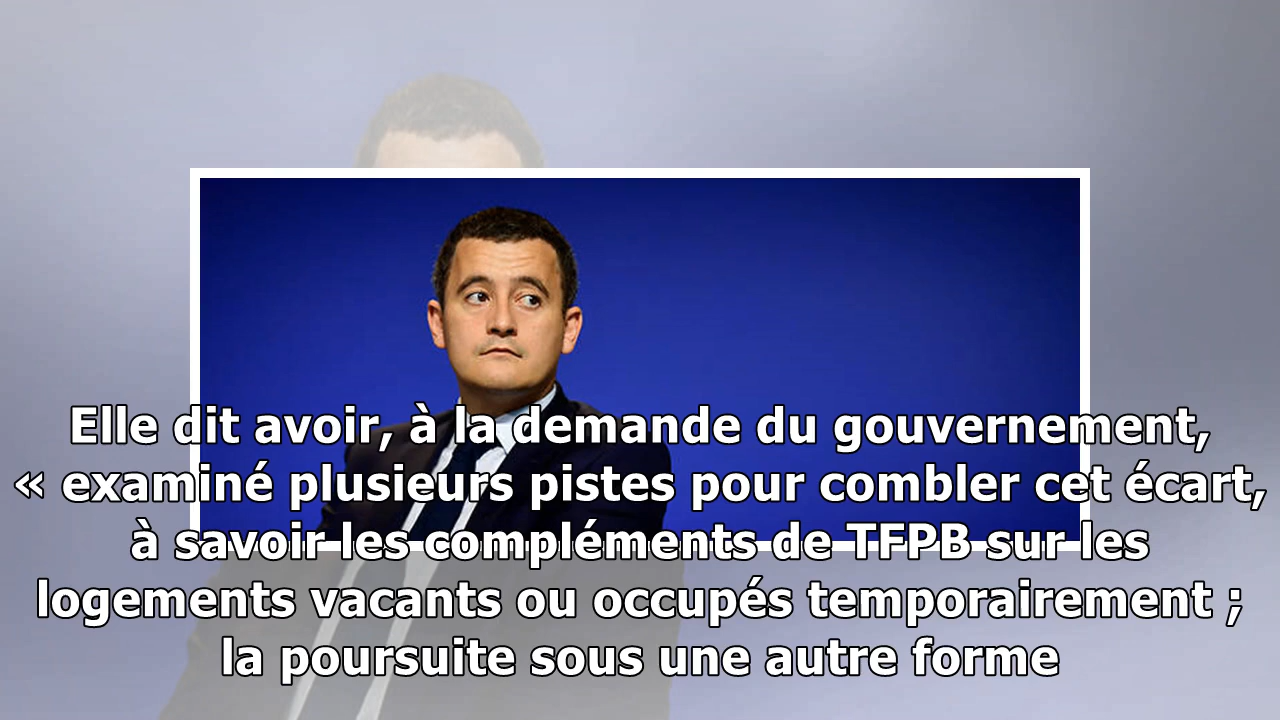 Elle dit avoir, à la demande du gouvernement,
« examiné plusieurs pistes pour combler cet écart,
à savoir les compléments de TFPB sur les
logements vacants ou occupés temporairement ;
la poursuite sous une autre forme